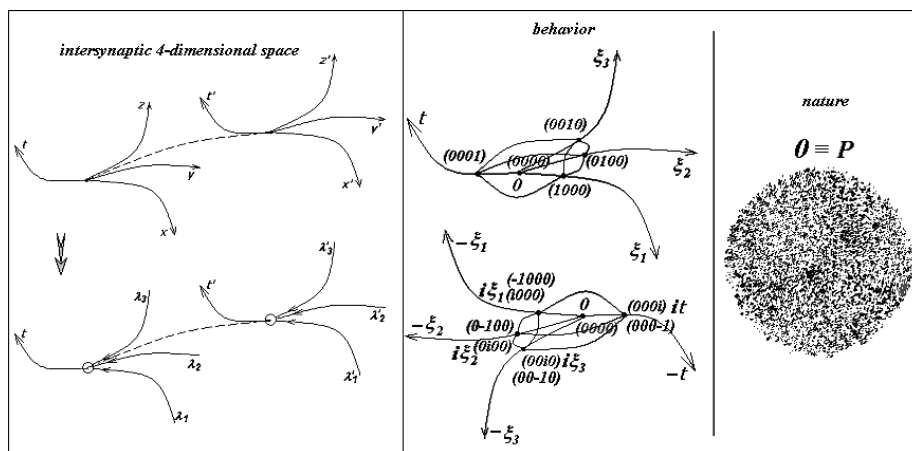 intersynaptic 4-dimensional space
z'
t'
z
y'
t
y
x'
x
λ'3
t'
λ3
λ'2
t
λ2
λ'1
λ1
behavior
ξ3
t
(0010)
(0001)
(0000)
(0100)
ξ2
0
(1000)
ξ1
-ξ1
(-1000)
iξ1(i000)
0
(000i) it
-ξ2
(0-100)
(0000)
(000-1)
iξ2(0i00)
(00i0)iξ3
(00-10)
-t
-ξ3
nature
0 ≡ P